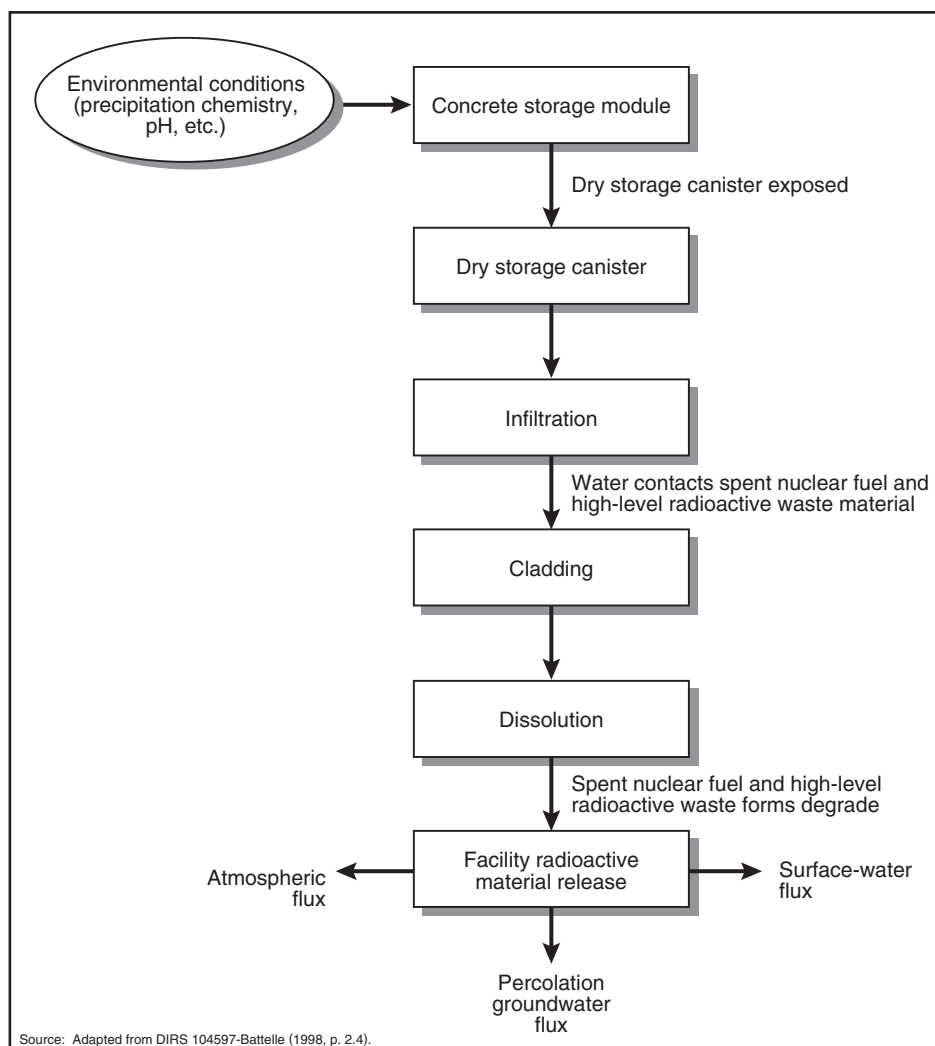 Environmental conditions
(precipitation chemistry,
pH, etc.)
Concrete storage module
Dry storage canister exposed
Dry storage canister
Infiltration
Water contacts spent nuclear fuel and
high-level radioactive waste material
Cladding
Dissolution
Spent nuclear fuel and high-level
radioactive waste forms degrade
Facility radioactive
material release
Atmospheric
flux
Surface-water
flux
Percolation
groundwater
flux
Source: Adapted from DIRS 104597-Battelle (1998, p. 2.4).